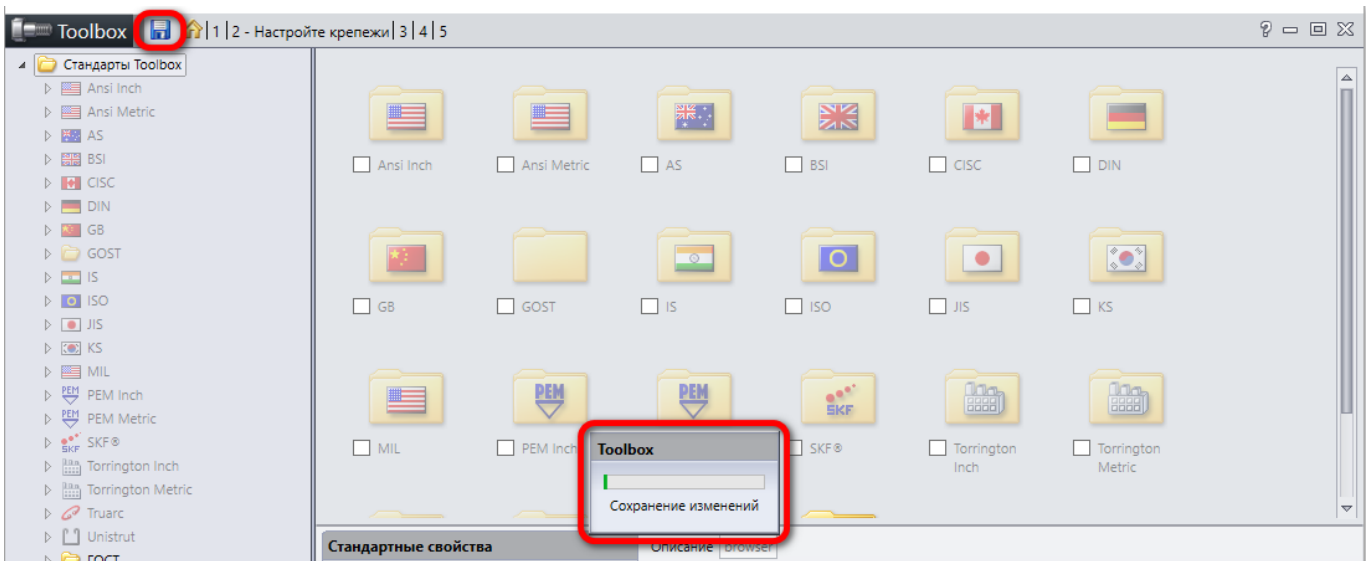 Toolbox 1 2 - Настройте крепежи 3 4 5
Стандарты Toolbox
Ansi Inch
Ansi Metric
AS
BSI
CISC
DIN
GB
GOST
IS
ISO
JIS
KS
MIL
PEM Inch
PEM Metric
SKF®
Torrington Inch
Torrington Metric
Truarc
Unistrut
ГОСТ
Ansi Inch
Ansi Metric
AS
BSI
CISC
DIN
GB
GOST
IS
ISO
JIS
KS
PEM
PEM
SKF
MIL
PEM Inch
SKF®
Torrington
Inch
Torrington
Metric
Toolbox
Сохранение изменений
Стандартные свойства
Описание browser